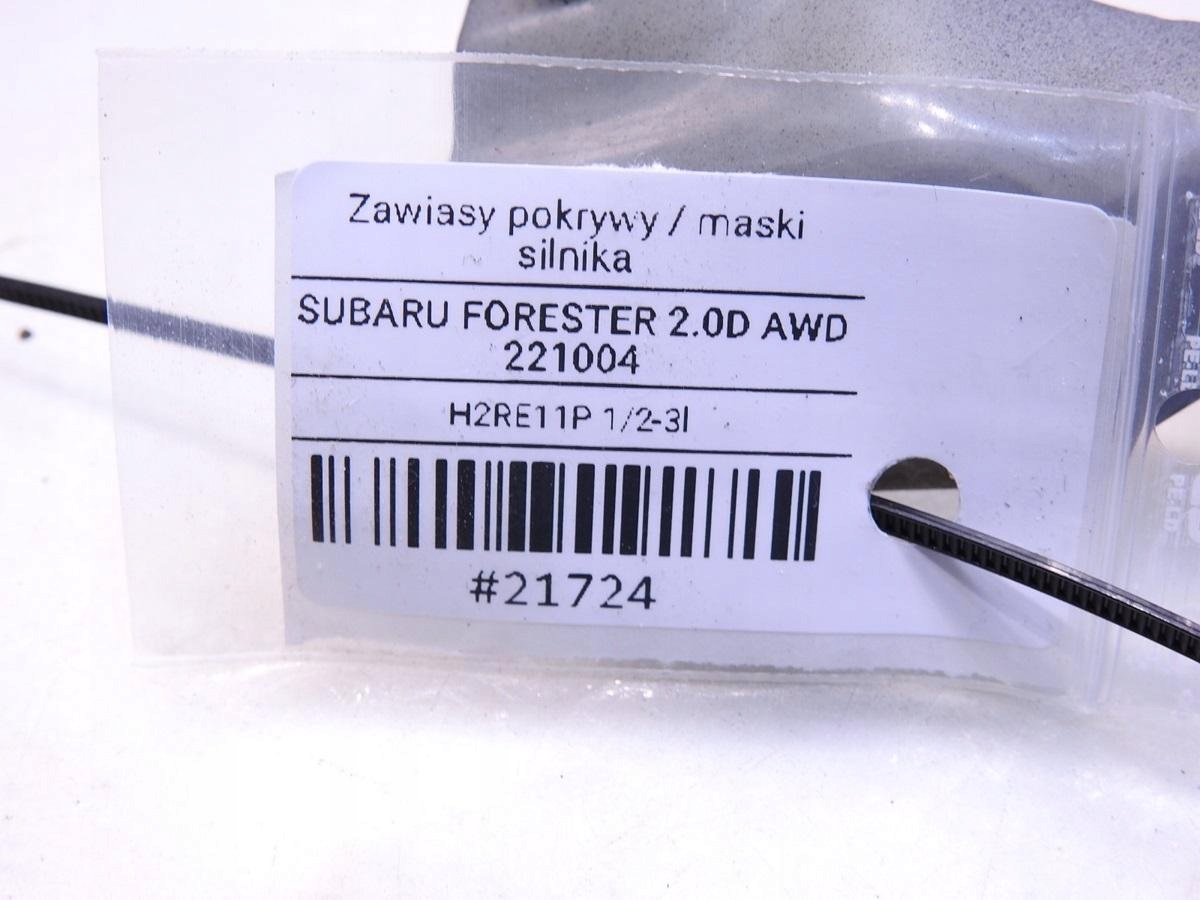 Zawiasy pokrywy / maski
silnika
SUBARU FORESTER 2.0D AWD
221004
H2RE11P 1/2-3l
#21724